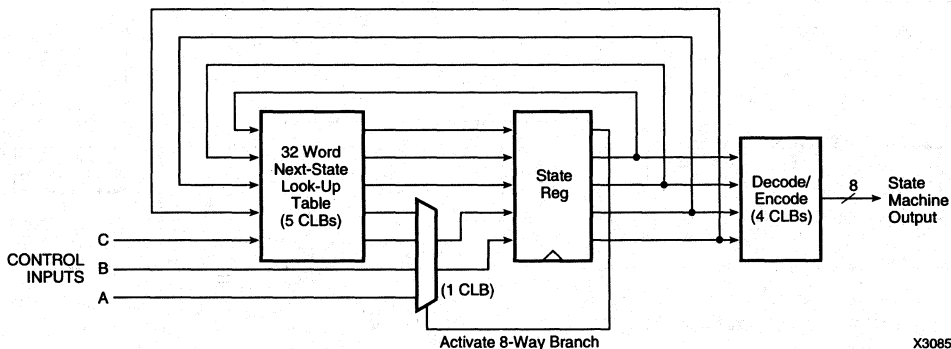 32 Word
Next-State
Look-Up
Table
(5 CLBs)
State
Reg
Decode/
Encode
(4 CLBs)
8
State
Machine
Output
CONTROL
INPUTS
C
B
A
(1 CLB)
Activate 8-Way Branch
X3085